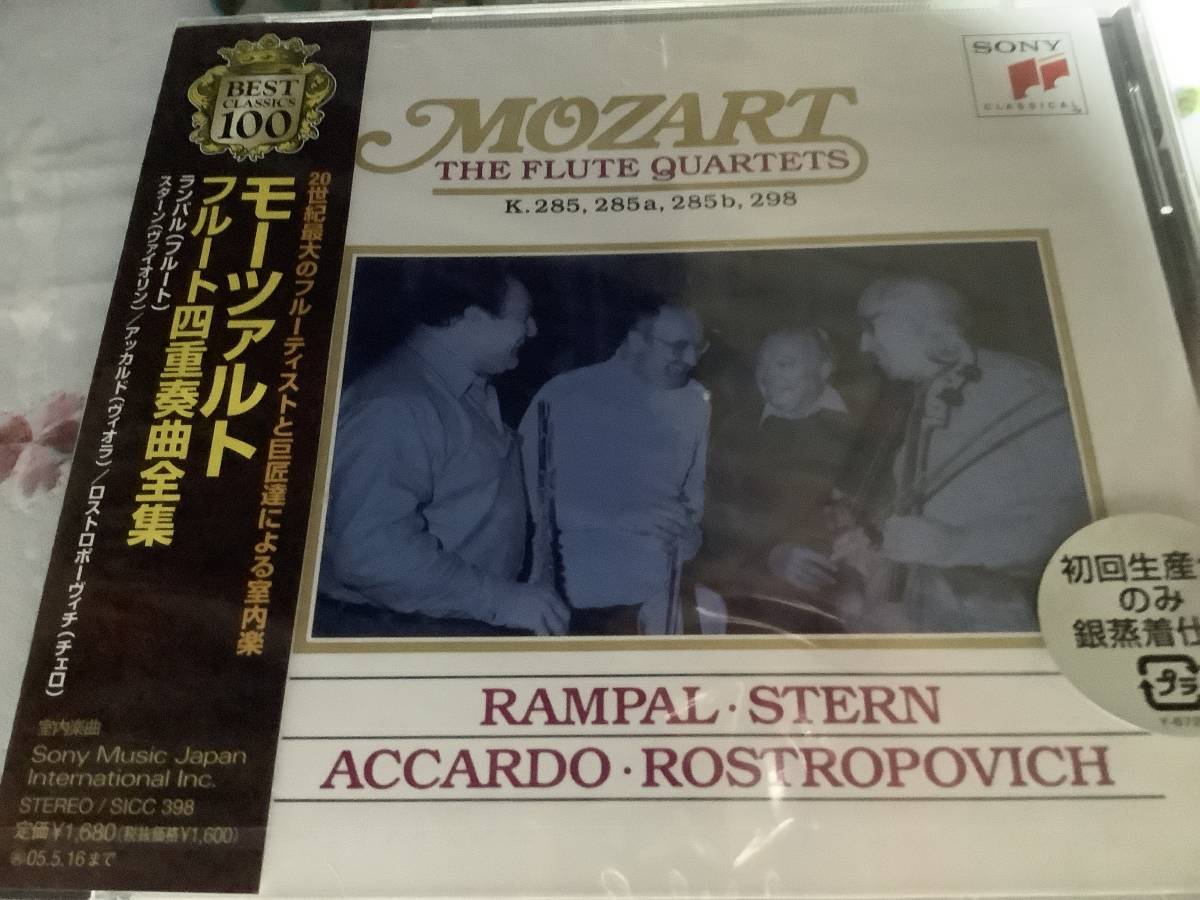 BEST
CLASSICS
100
20世紀最大のフルーティストと巨匠達による室内楽
モーツァルト
フルート四重奏曲全集
ランパル(フルート)
スターン(ヴァイオリン)/アッカルド(ヴィオラ)/ロストロポーヴィチ(チェロ)
室内楽曲
Sony Music Japan
International Inc.
STEREO / SICC 398
定価¥1,680(税抜価格¥1,600)
05.5.16まで
SONY
CLASSICAL
MOZART
THE FLUTE QUARTETS
K.285, 285a, 285b, 298
RAMPAL · STERN
ACCARDO · ROSTROPOVICH
初回生産
のみ
銀蒸着仕
プラ